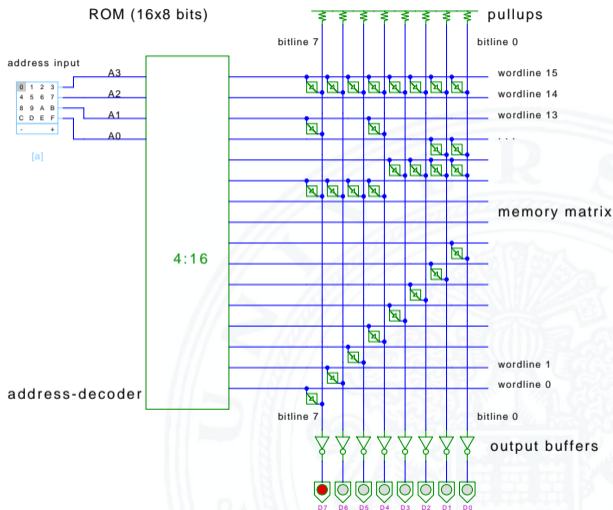 ROM (16x8 bits)
pullups
bitline 7
bitline 0
address input
A3
wordline 15
0 1 2 3
A2
wordline 14
4 5 6 7
8 9 A B
A1
wordline 13
C D E F
- +
A0
. . .
[a]
memory matrix
4:16
wordline 1
address-decoder
wordline 0
bitline 7
bitline 0
output buffers
D7 D6 D5 D4 D3 D2 D1 D0